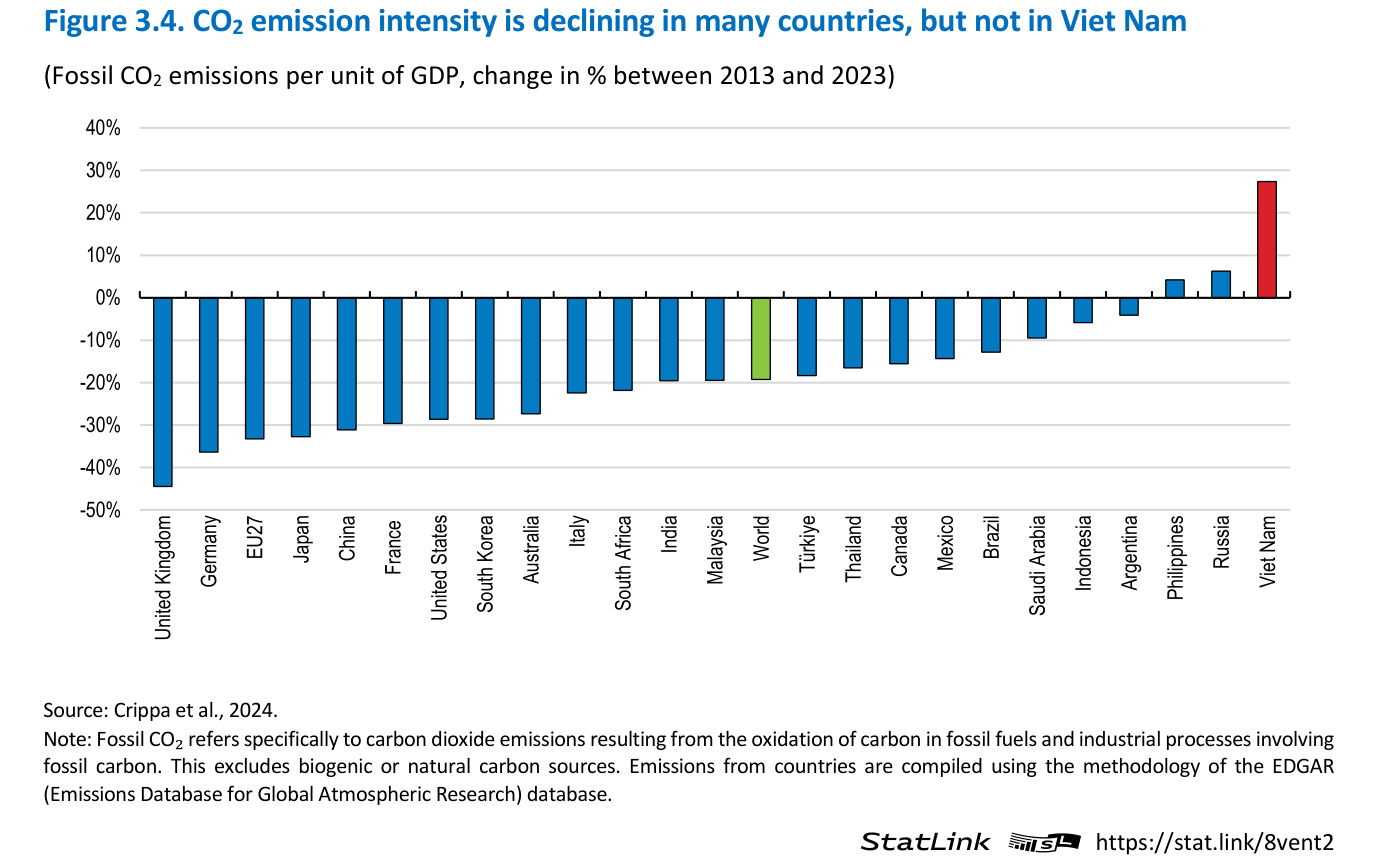 Figure 3.4. CO₂ emission intensity is declining in many countries, but not in Viet Nam
(Fossil CO₂ emissions per unit of GDP, change in % between 2013 and 2023)
40%
30%
20%
10%
0%
-10%
-20%
-30%
-40%
-50%
United Kingdom
Germany
EU27
Japan
China
France
United States
South Korea
Australia
Italy
South Africa
India
Malaysia
World
Türkiye
Thailand
Canada
Mexico
Brazil
Saudi Arabia
Indonesia
Argentina
Philippines
Russia
Viet Nam
Source: Crippa et al., 2024.
Note: Fossil CO₂ refers specifically to carbon dioxide emissions resulting from the oxidation of carbon in fossil fuels and industrial processes involving
fossil carbon. This excludes biogenic or natural carbon sources. Emissions from countries are compiled using the methodology of the EDGAR
(Emissions Database for Global Atmospheric Research) database.
StatLink SL https://stat.link/8vent2